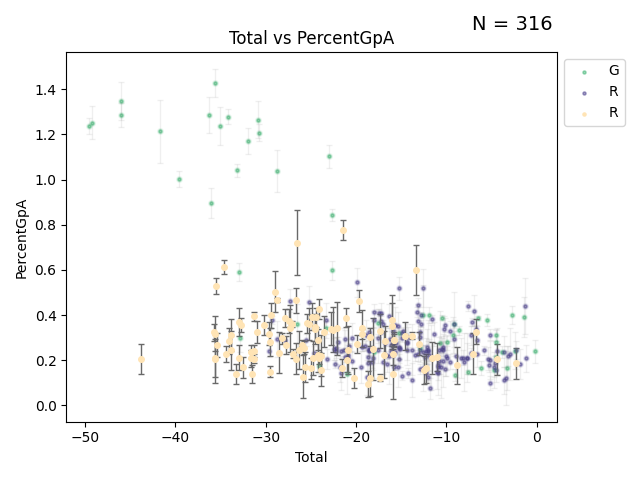 N = 316
Total vs PercentGpA
G
R
R
PercentGpA
1.4
1.2
1.0
0.8
0.6
0.4
0.2
0.0
−50 −40 −30 −20 −10 0
Total